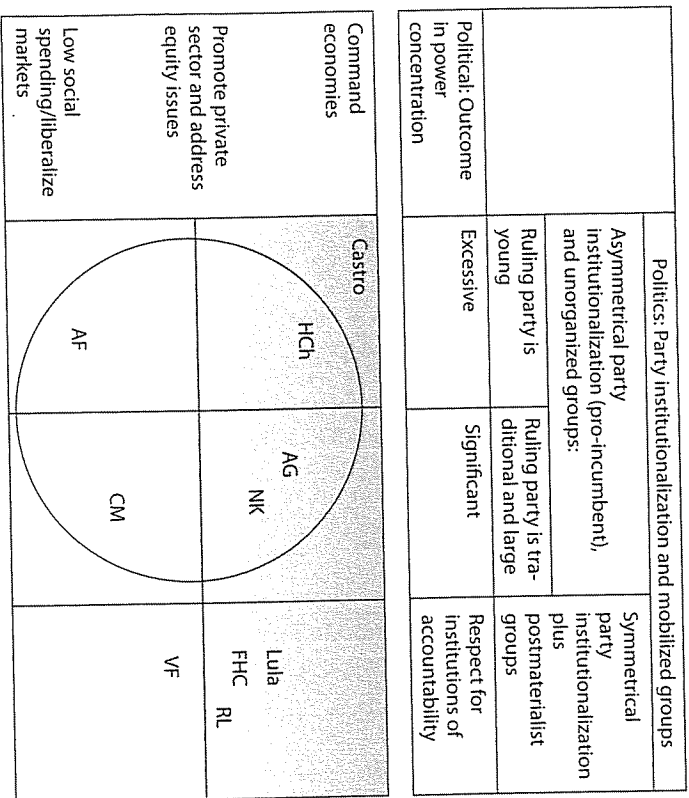 Politics: Party institutionalization and mobilized groups
Asymmetrical party
institutionalization (pro-incumbent),
and unorganized groups:
Symmetrical
party
institutionalization
plus
postmaterialist
groups
Ruling party is
young
Ruling party is tra-
ditional and large
Political: Outcome
in power
concentration
Excessive
Significant
Respect for
institutions of
accountability
Command
economies
Promote private
sector and address
equity issues
Low social
spending/liberalize
markets
Castro
HCh
AG
NK
Lula
FHC
RL
AF
CM
VF